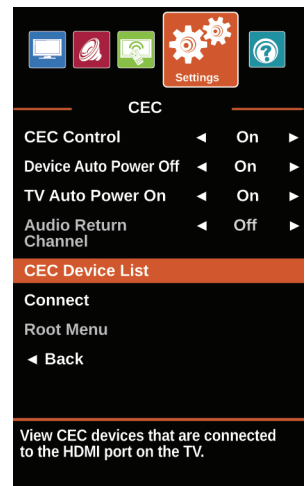 Settings
CEC
CEC Control ◄ On ►
Device Auto Power Off ◄ On ►
TV Auto Power On ◄ On ►
Audio Return ◄ Off ►
Channel
CEC Device List
Connect
Root Menu
◄ Back
View CEC devices that are connected
to the HDMI port on the TV.